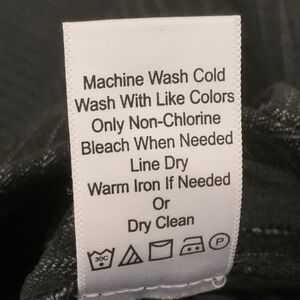 Machine Wash Cold
Wash With Like Colors
Only Non-Chlorine
Bleach When Needed
Line Dry
Warm Iron If Needed
Or
Dry Clean
30C P